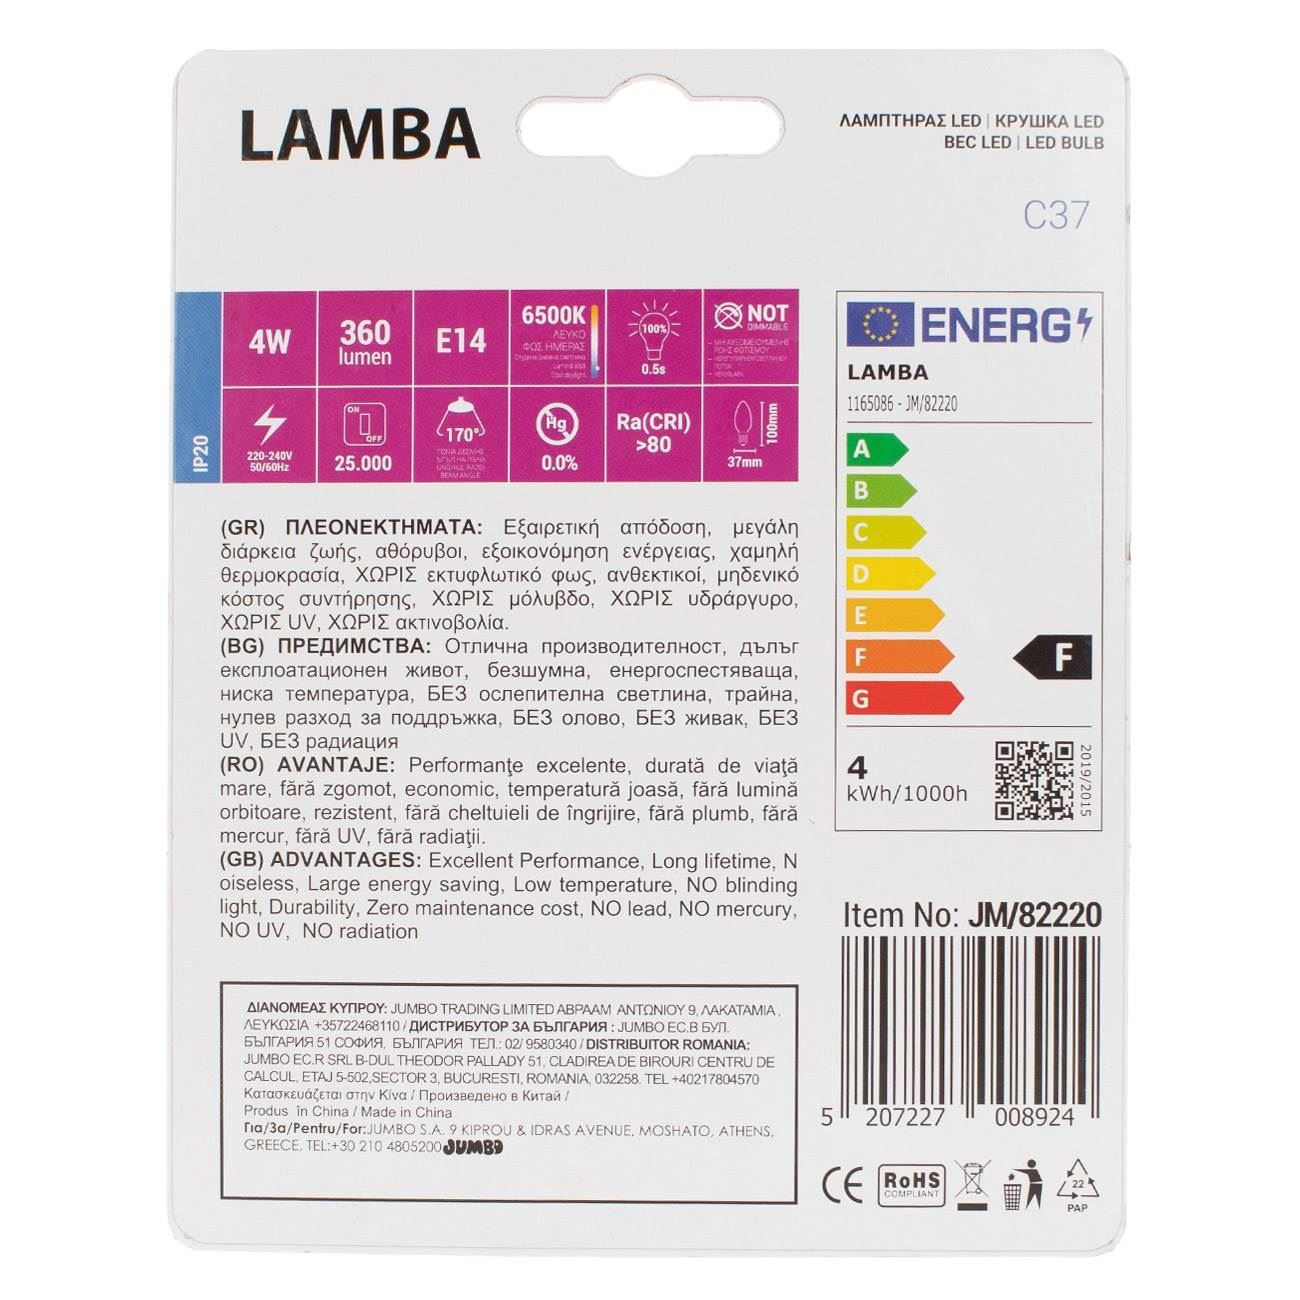 LAMBA
ΛΑΜΠΤΗΡΑΣ LED | КРУШКА LED
BEC LED | LED BULB
C37
IP20
4W
360
lumen
E14
6500K
ΛΕΥΚΟ
ΦΩΣ ΗΜΕΡΑΣ
Cool daylight
100%
0.5s
NOT
DIMMABLE
220-240V
50/60Hz
ON
OFF
25.000
170°
ΓΩΝΙΑ ΔΕΣΜΗΣ
BEAM ANGLE
Hg
0.0%
Ra(CRI)
>80
100mm
37mm
(GR) ΠΛΕΟΝΕΚΤΗΜΑΤΑ: Εξαιρετική απόδοση, μεγάλη
διάρκεια ζωής, αθόρυβοι, εξοικονόμηση ενέργειας, χαμηλή
θερμοκρασία, ΧΩΡΙΣ εκτυφλωτικό φως, ανθεκτικοί, μηδενικό
κόστος συντήρησης, ΧΩΡΙΣ μόλυβδο, ΧΩΡΙΣ υδράργυρο,
ΧΩΡΙΣ UV, ΧΩΡΙΣ ακτινοβολία.
(BG) ПРЕДИМСТВА: Отлична производителност, дълъг
експлоатационен живот, безшумна, енергоспестяваща,
ниска температура, БЕЗ ослепителна светлина, трайна,
нулев разход за поддръжка, БЕЗ олово, БЕЗ живак, БЕЗ
UV, БЕЗ радиация
(RO) AVANTAJE: Performanţe excelente, durată de viaţă
mare, fără zgomot, economic, temperatură joasă, fără lumină
orbitoare, rezistent, fără cheltuieli de îngrijire, fără plumb, fără
mercur, fără UV, fără radiaţii.
(GB) ADVANTAGES: Excellent Performance, Long lifetime, N
oiseless, Large energy saving, Low temperature, NO blinding
light, Durability, Zero maintenance cost, NO lead, NO mercury,
NO UV, NO radiation
ΔΙΑΝΟΜΕΑΣ ΚΥΠΡΟΥ: JUMBO TRADING LIMITED ΑΒΡΑΑΜ ΑΝΤΩΝΙΟΥ 9, ΛΑΚΑΤΑΜΙΑ,
ΛΕΥΚΩΣΙΑ +35722468110 / ДИСТРИБУТОР ЗА БЪЛГАРИЯ : JUMBO EC.B БУЛ.
БЪЛГАРИЯ 51 СОФИЯ, БЪЛГАРИЯ ТЕЛ.: 02/ 9580340 / DISTRIBUITOR ROMANIA:
JUMBO EC.R SRL B-DUL THEODOR PALLADY 51, CLADIREA DE BIROURI CENTRU DE
CALCUL, ETAJ 5-502,SECTOR 3, BUCURESTI, ROMANIA, 032258. TEL +40217804570
Κατασκευάζεται στην Κίνα / Произведено в Китай /
Produs în China / Made in China
Για/За/Pentru/For:JUMBO S.A. 9 KIPROU & IDRAS AVENUE, MOSHATO, ATHENS,
GREECE, TEL:+30 210 4805200 JUMBO
ENERG
LAMBA
1165086 - JM/82220
A
B
C
D
E
F
F
G
4
kWh/1000h
2019/2015
Item No: JM/82220
5 207227 008924
CE
RoHS
COMPLIANT
22
PAP